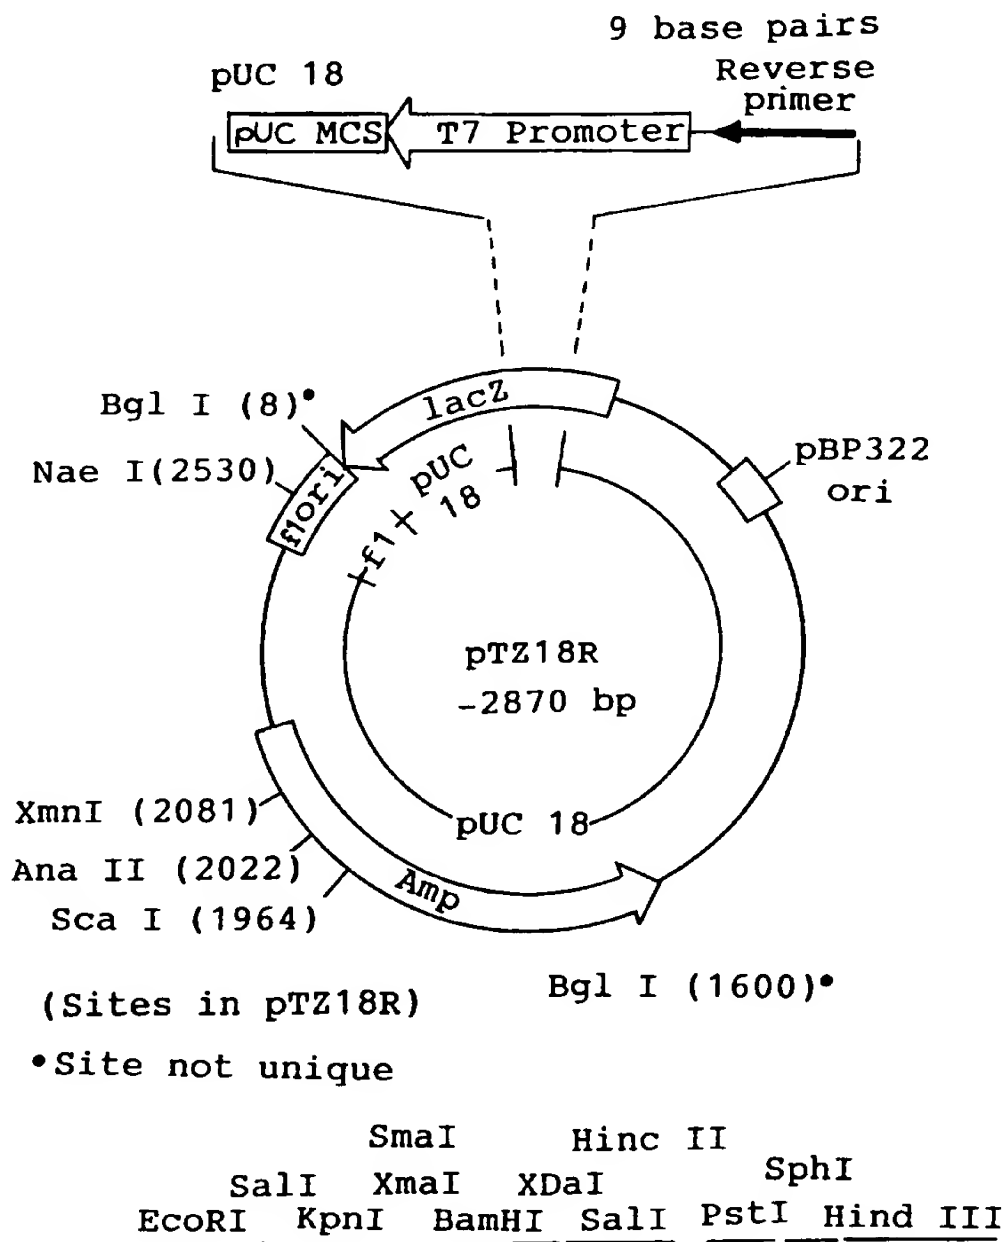 9 base pairs
pUC 18
Reverse
primer
pUC MCS
T7 Promoter
lacZ
Bgl I (8)•
Nae I(2530)
f1ori
pUC
18
f1
pBP322
ori
pTZ18R
-2870 bp
XmnI (2081)
Ana II (2022)
Sca I (1964)
pUC 18
Amp
Bgl I (1600)•
(Sites in pTZ18R)
•Site not unique
SmaI Hinc II
SalI XmaI XDaI SphI
EcoRI KpnI BamHI SalI PstI Hind III